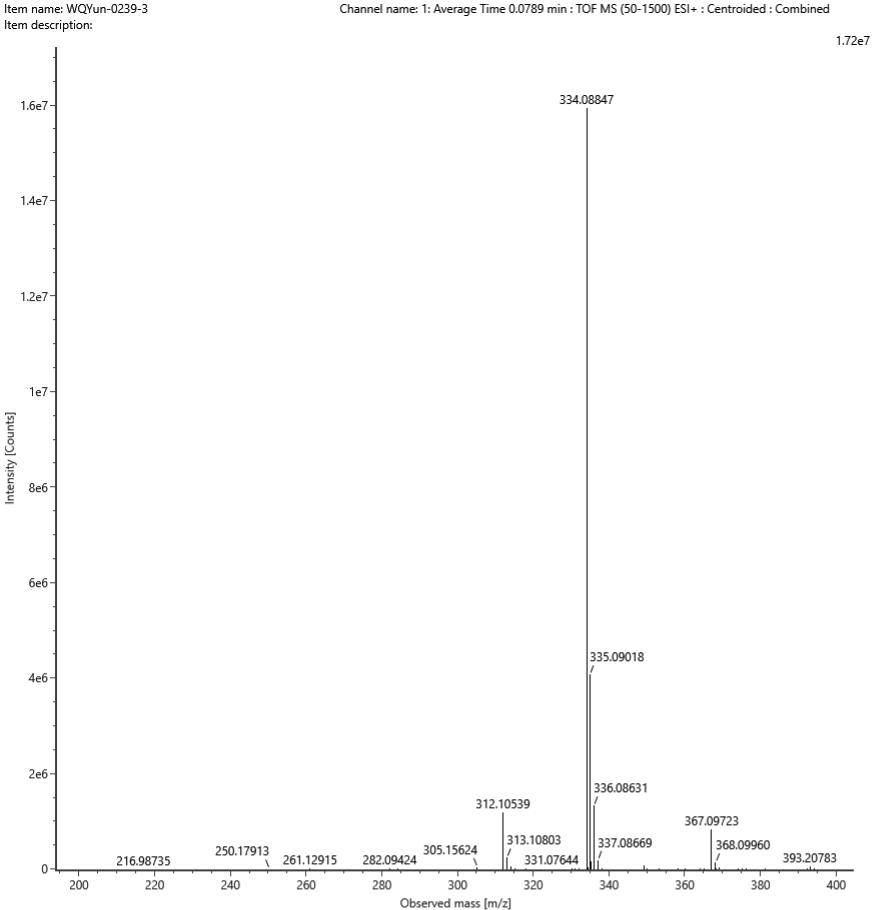 Item name: WQYun-0239-3
Channel name: 1: Average Time 0.0789 min : TOF MS (50-1500) ESI+ : Centroided : Combined
Item description:
1.72e7
334.08847
1.6e7
1.4e7
1.2e7
1e7
Intensity [Counts]
8e6
6e6
335.09018
4e6
2e6
336.08631
312.10539
367.09723
313.10803
337.08669
368.09960
305.15624
250.17913
216.98735
261.12915
282.09424
331.07644
393.20783
0
200
220
240
260
280
300
320
340
360
380
400
Observed mass [m/z]